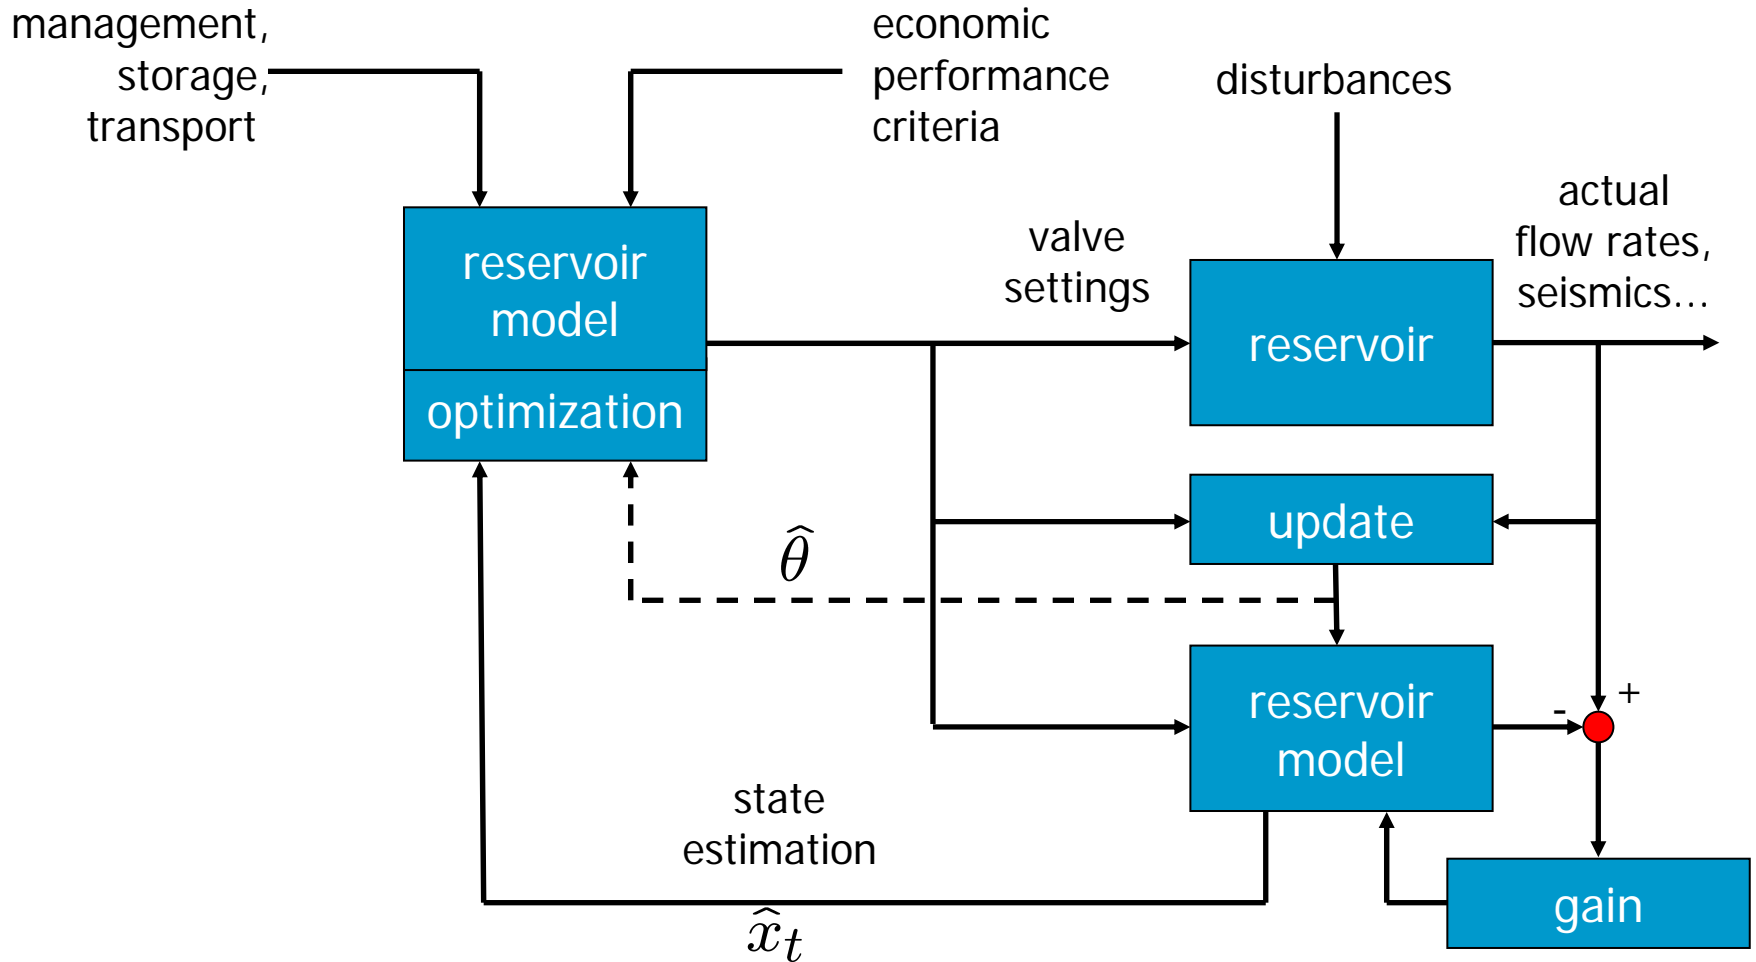 management,
storage,
transport
economic
performance
criteria
disturbances
actual
flow rates,
seismics...
valve
settings
reservoir
model
optimization
reservoir
update
θ̂
reservoir
model
-
+
state
estimation
x̂_t
gain